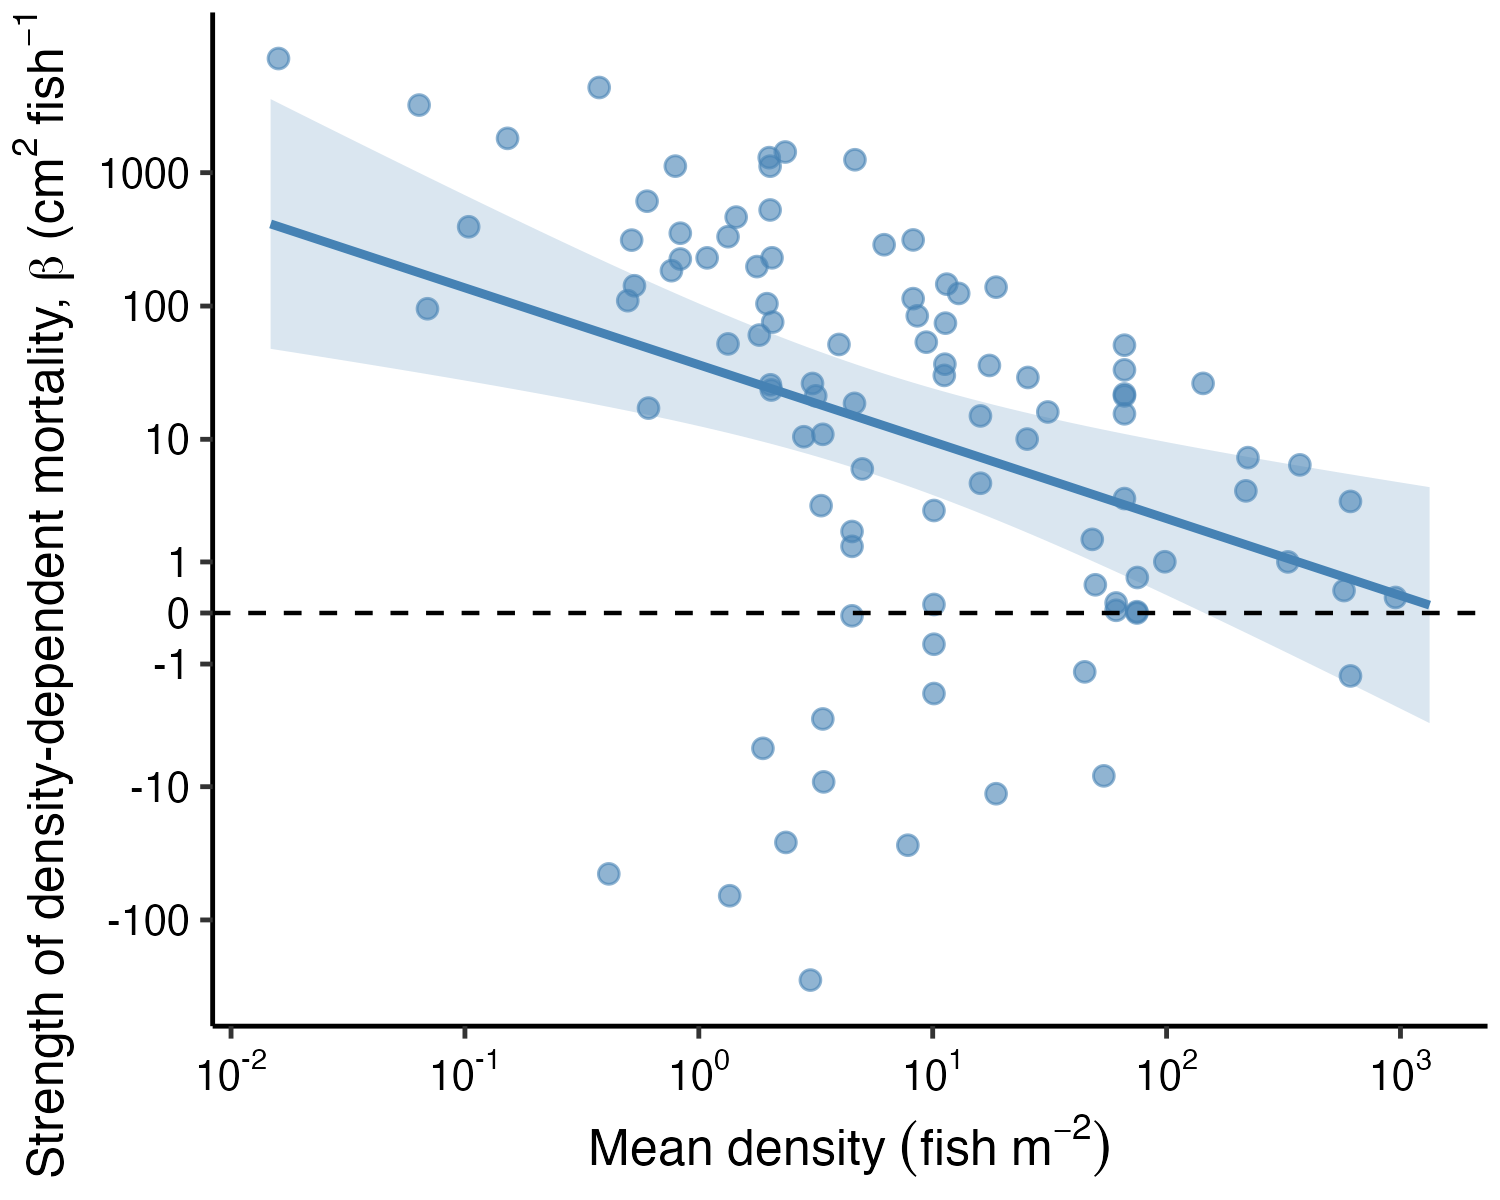 Strength of density-dependent mortality, β (cm² fish⁻¹
1000
100
10
1
0
-1
-10
-100
10⁻² 10⁻¹ 10⁰ 10¹ 10² 10³
Mean density (fish m⁻²)